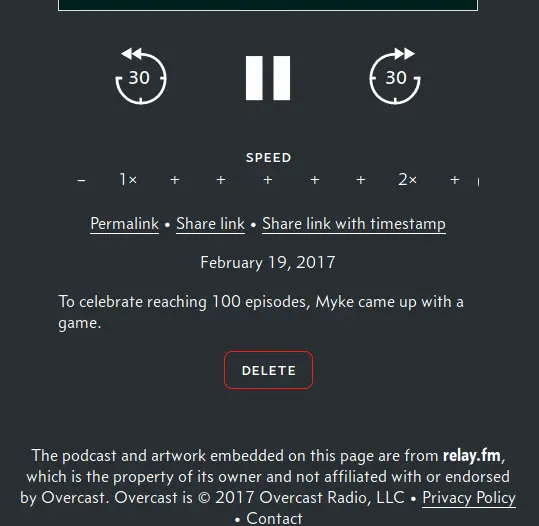 30 30
SPEED
– 1× + + + + + 2× +
Permalink • Share link • Share link with timestamp
February 19, 2017
To celebrate reaching 100 episodes, Myke came up with a
game.
DELETE
The podcast and artwork embedded on this page are from relay.fm,
which is the property of its owner and not affiliated with or endorsed
by Overcast. Overcast is © 2017 Overcast Radio, LLC • Privacy Policy
• Contact